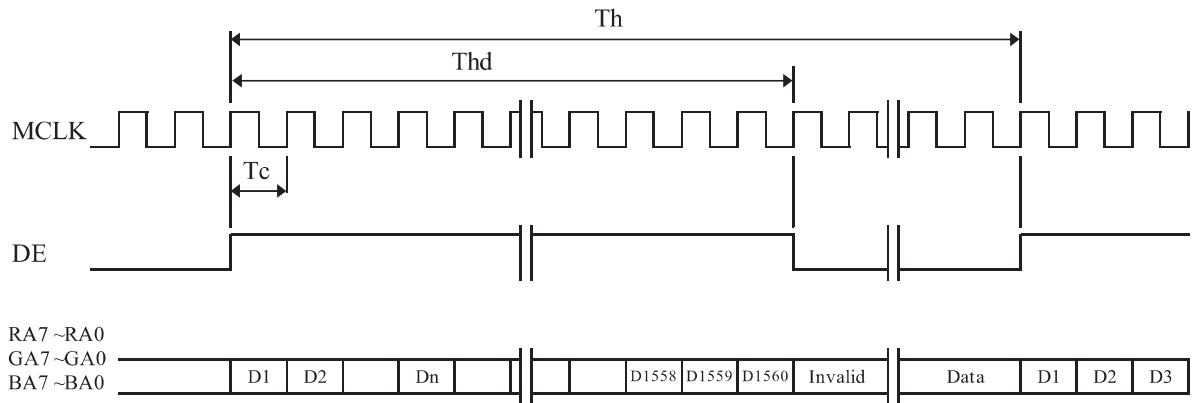 Th
Thd
MCLK
Tc
DE
RA7 ~RA0
GA7 ~GA0
BA7 ~BA0
D1 D2 Dn D1558 D1559 D1560 Invalid Data D1 D2 D3